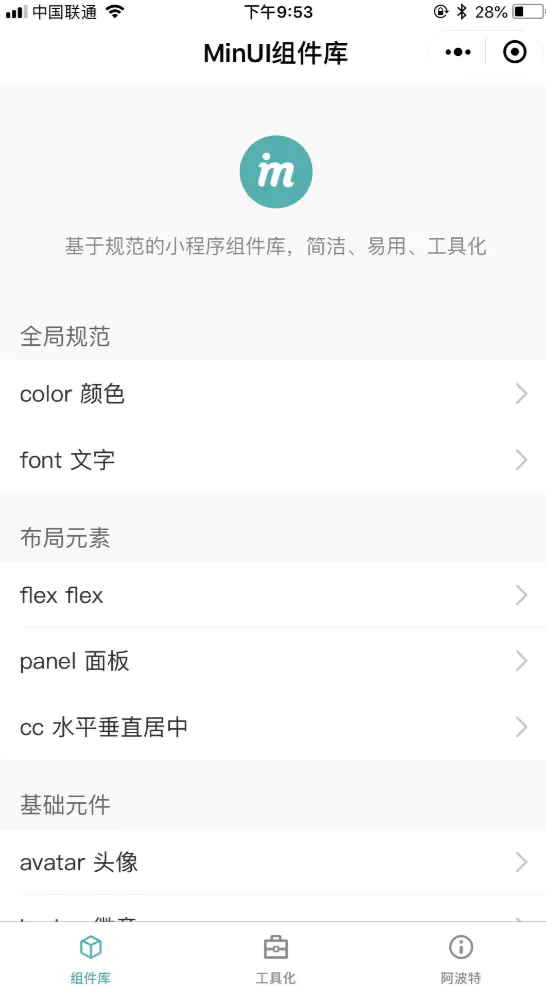 中国联通 下午9:53 28%
MinUI组件库
im
基于规范的小程序组件库，简洁、易用、工具化
全局规范
color 颜色
font 文字
布局元素
flex flex
panel 面板
cc 水平垂直居中
基础元件
avatar 头像
组件库 工具化 阿波特